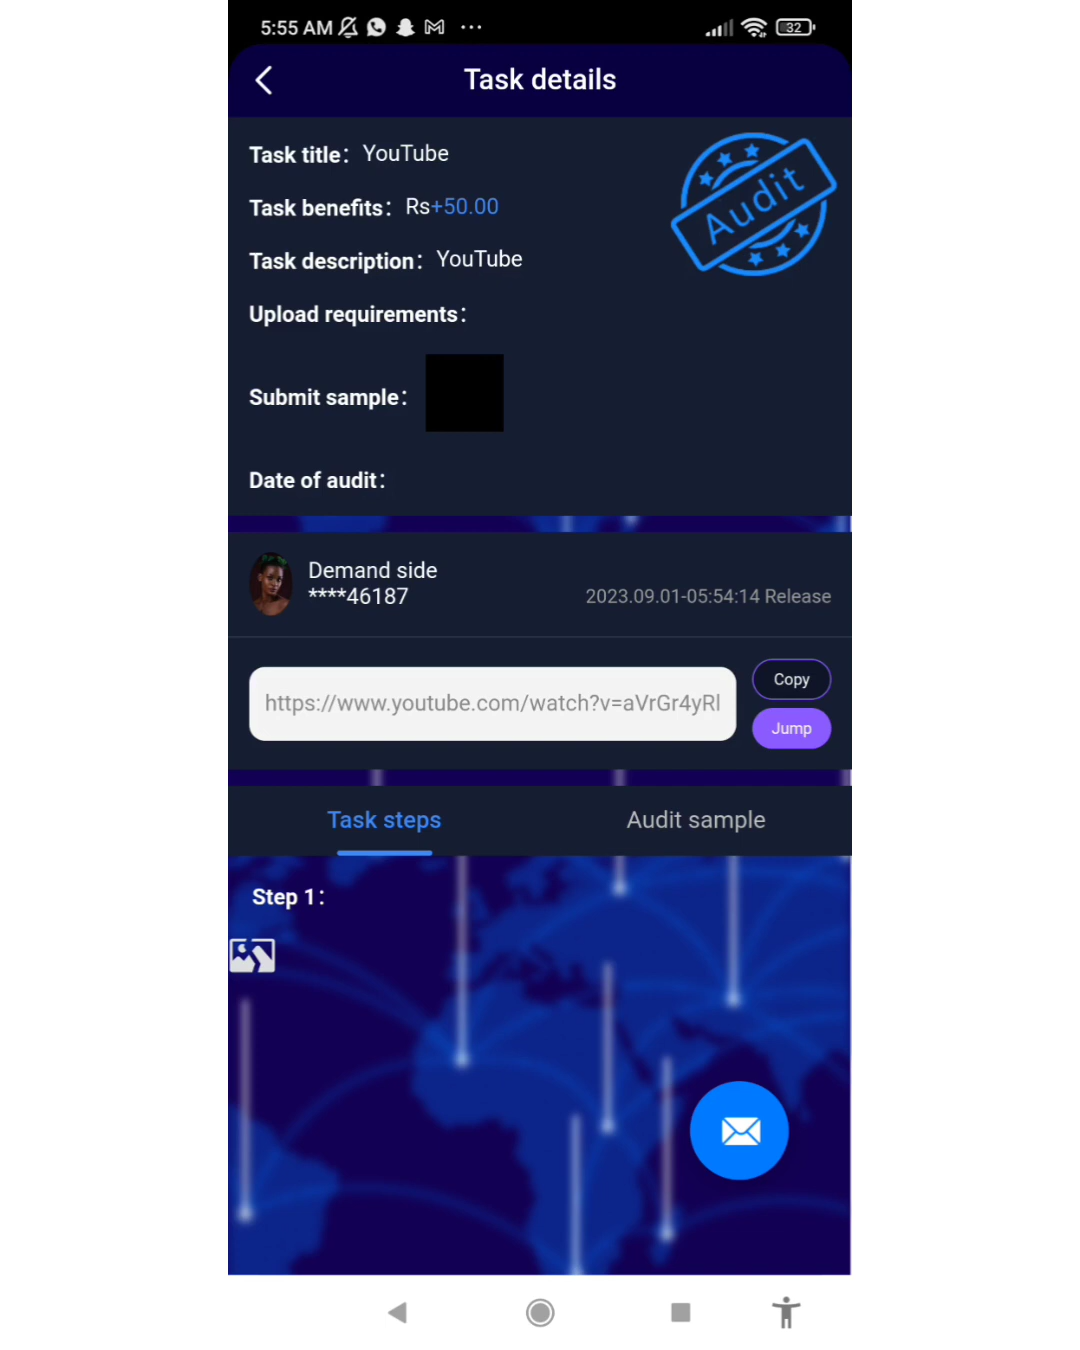 5:55 AM
32
Task details
Task title: YouTube
Audit
Task benefits: Rs+50.00
Task description: YouTube
Upload requirements:
Submit sample:
Date of audit:
Demand side
****46187
2023.09.01-05:54:14 Release
https://www.youtube.com/watch?v=aVrGr4yRl
Copy
Jump
Task steps
Audit sample
Step 1: